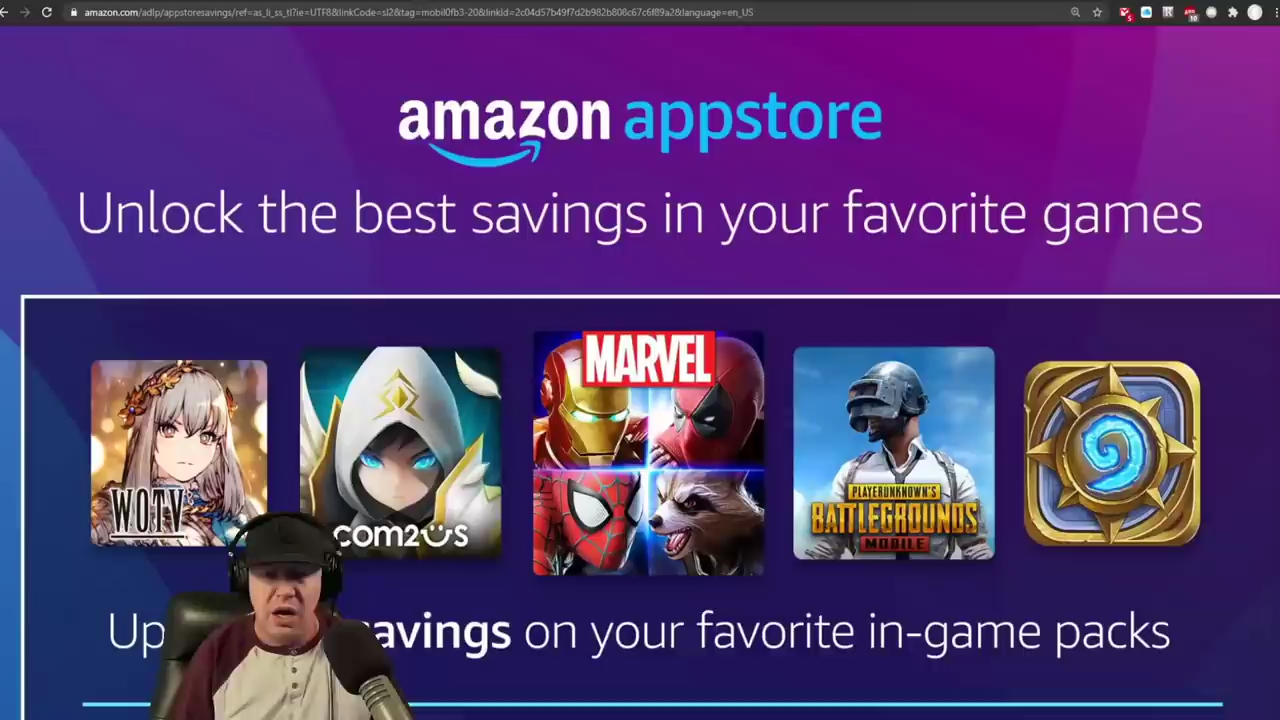 amazon.com/adlp/appstoresavings/ref=as_li_ss_tl?ie=UTF8&linkCode=sl2&tag=mobil0fb3-20&linkId=2c04d57b49f7d2b982b808c67c6f89a2&language=en_US
amazon appstore
Unlock the best savings in your favorite games
MARVEL
WOTV
com2us
PLAYERUNKNOWN'S
BATTLEGROUNDS
MOBILE
Up savings on your favorite in-game packs